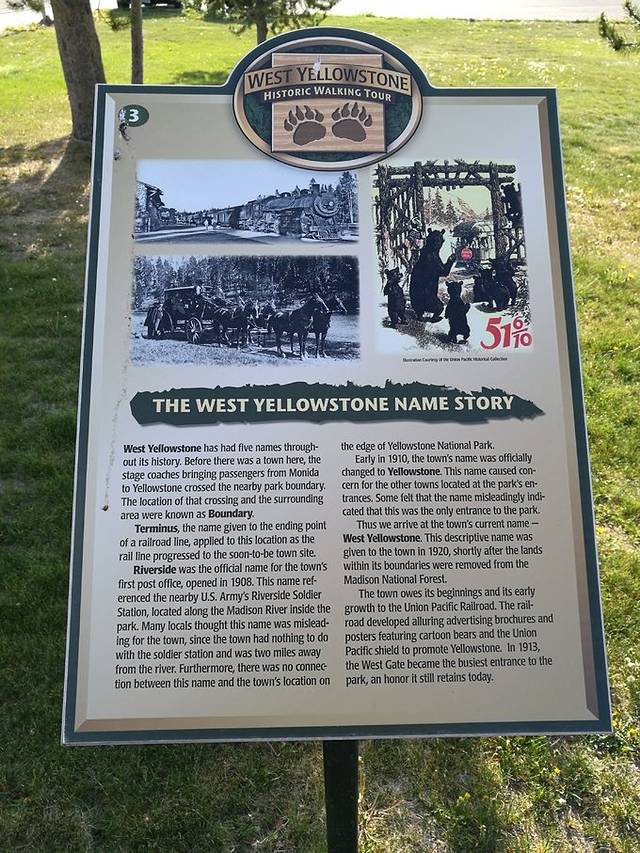 3
WEST YELLOWSTONE
HISTORIC WALKING TOUR
51 6/10
Illustration Courtesy of the Union Pacific Historical Collection
THE WEST YELLOWSTONE NAME STORY
West Yellowstone has had five names through-
out its history. Before there was a town here, the
stage coaches bringing passengers from Monida
to Yellowstone crossed the nearby park boundary.
The location of that crossing and the surrounding
area were known as Boundary.
Terminus, the name given to the ending point
of a railroad line, applied to this location as the
rail line progressed to the soon-to-be town site.
Riverside was the official name for the town's
first post office, opened in 1908. This name ref-
erenced the nearby U.S. Army's Riverside Soldier
Station, located along the Madison River inside the
park. Many locals thought this name was mislead-
ing for the town, since the town had nothing to do
with the soldier station and was two miles away
from the river. Furthermore, there was no connec-
tion between this name and the town's location on
the edge of Yellowstone National Park.
Early in 1910, the town's name was officially
changed to Yellowstone. This name caused con-
cern for the other towns located at the park's en-
trances. Some felt that the name misleadingly indi-
cated that this was the only entrance to the park.
Thus we arrive at the town's current name –
West Yellowstone. This descriptive name was
given to the town in 1920, shortly after the lands
within its boundaries were removed from the
Madison National Forest.
The town owes its beginnings and its early
growth to the Union Pacific Railroad. The rail-
road developed alluring advertising brochures and
posters featuring cartoon bears and the Union
Pacific shield to promote Yellowstone. In 1913,
the West Gate became the busiest entrance to the
park, an honor it still retains today.